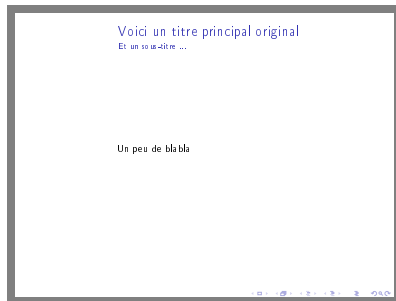 Voici un titre principal original
Et un sous-titre ...
Un peu de blabla